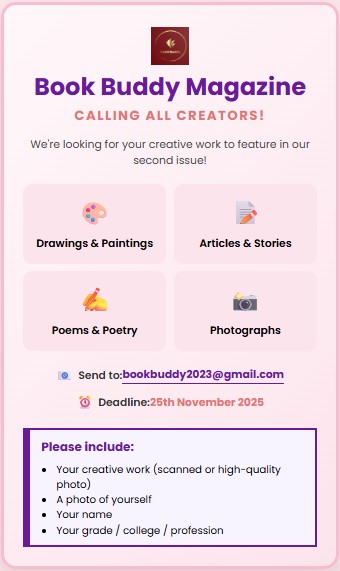 Book Buddy Magazine
CALLING ALL CREATORS!
We're looking for your creative work to feature in our
second issue!
Drawings & Paintings
Articles & Stories
Poems & Poetry
Photographs
Send to:bookbuddy2023@gmail.com
Deadline:25th November 2025
Please include:
• Your creative work (scanned or high-quality
photo)
• A photo of yourself
• Your name
• Your grade / college / profession